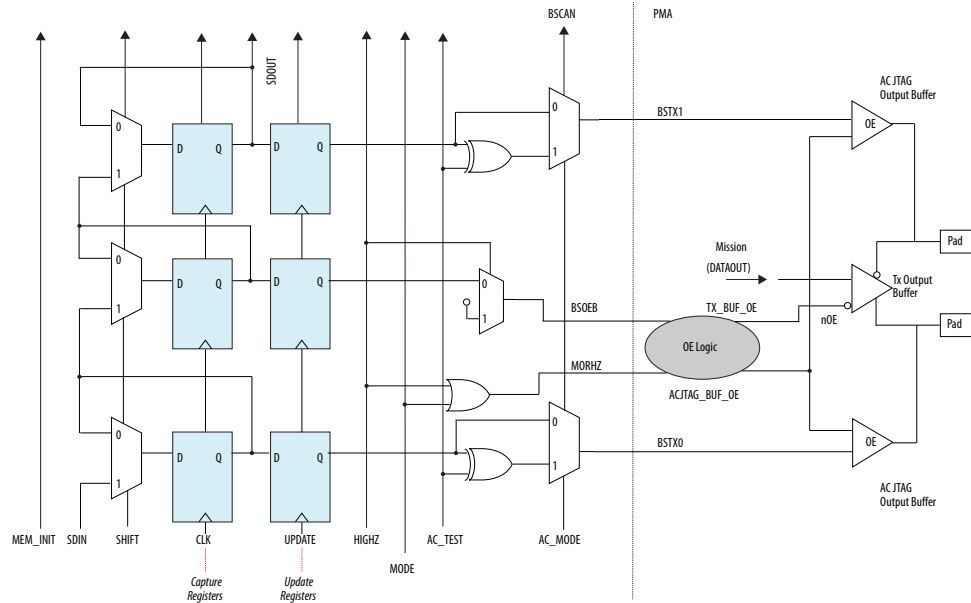 BSCAN
PMA
SDOUT
AC JTAG
Output Buffer
0
1
D Q
D Q
0
1
BSTX1
OE
0
1
D Q
D Q
0
1
BSOEB
Mission
(DATAOUT)
TX_BUF_OE
nOE
Tx Output
Buffer
Pad
Pad
OE Logic
MORHZ
ACJTAG_BUF_OE
0
1
D Q
D Q
0
1
BSTX0
OE
AC JTAG
Output Buffer
MEM_INIT
SDIN
SHIFT
CLK
UPDATE
HIGHZ
AC_TEST
AC_MODE
MODE
Capture
Registers
Update
Registers